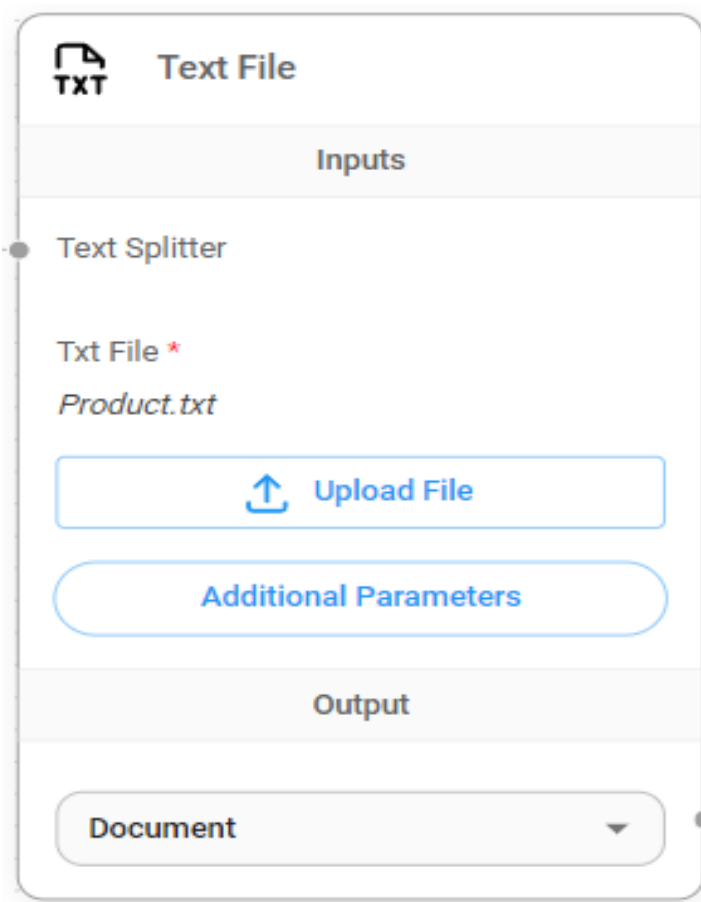 TXT
Text File
Inputs
Text Splitter
Txt File *
Product.txt
Upload File
Additional Parameters
Output
Document